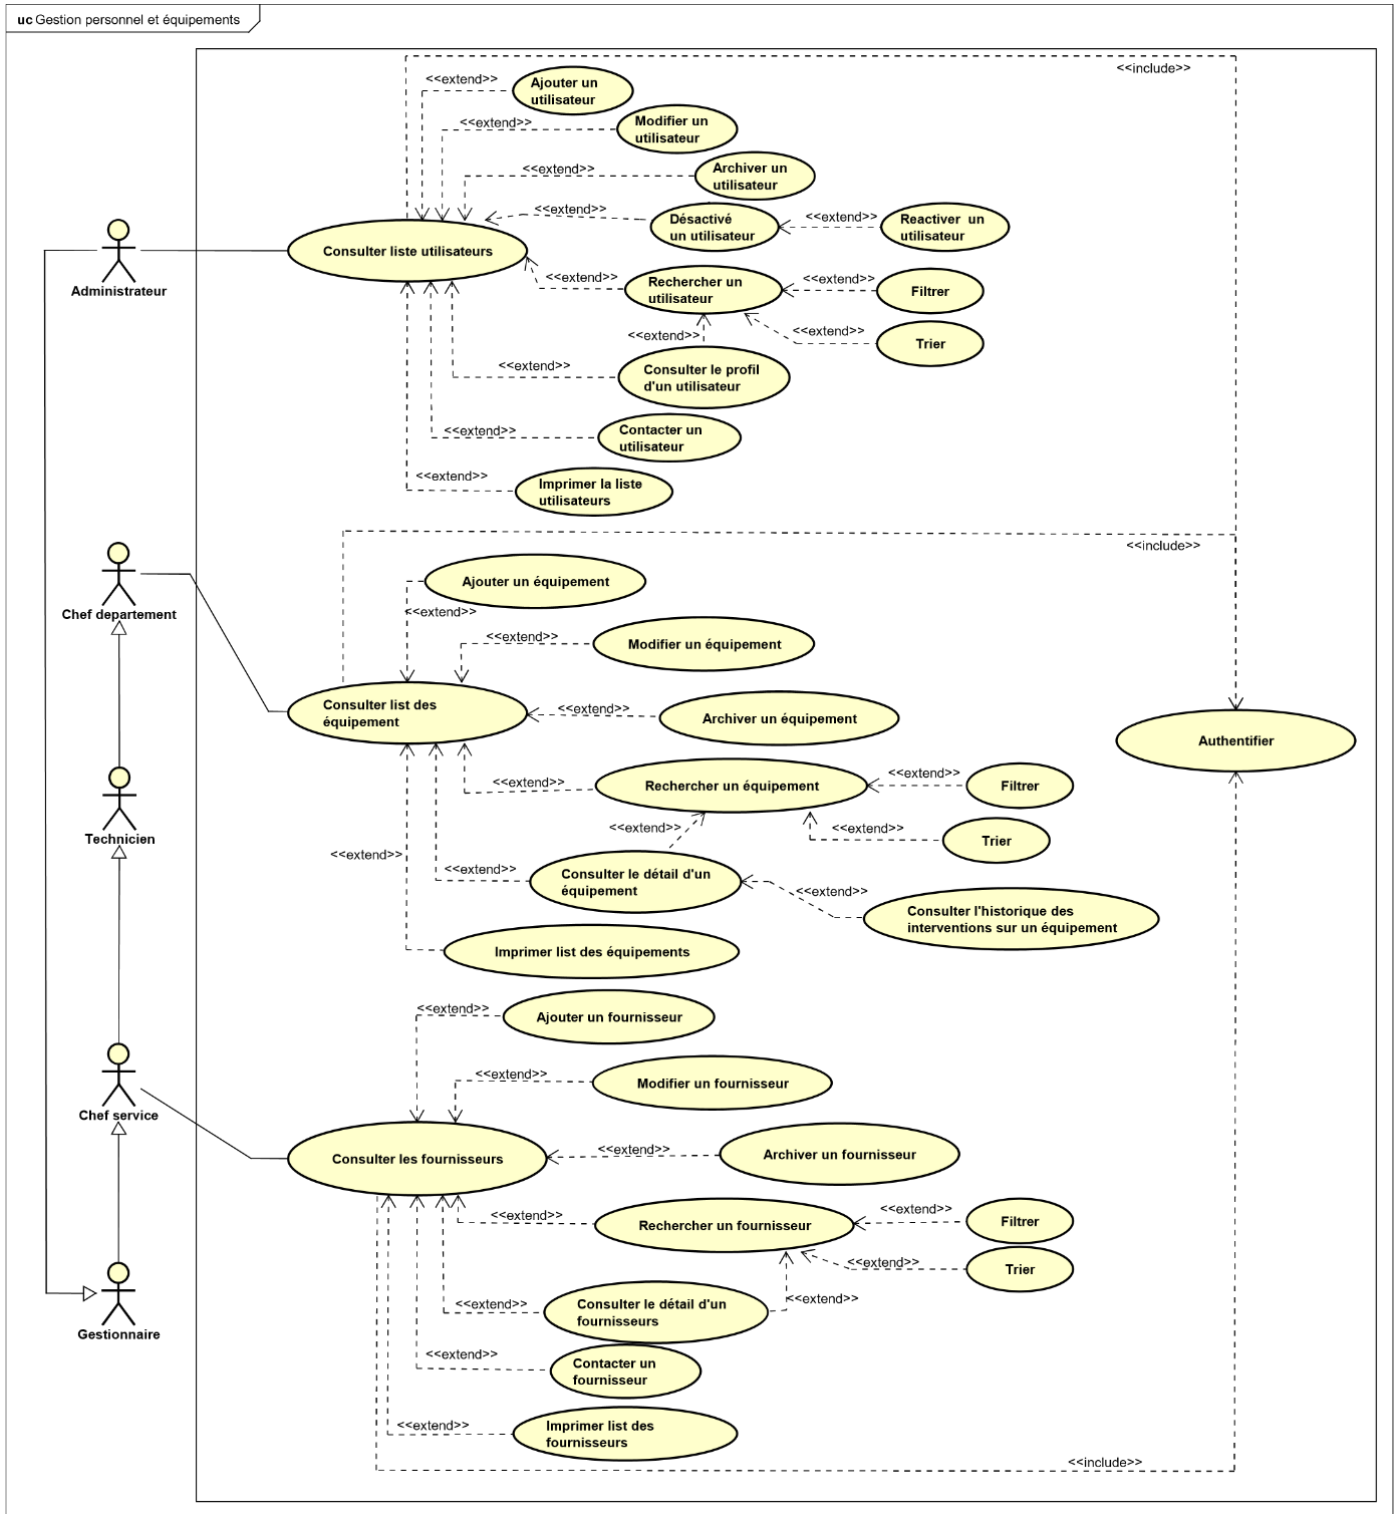 uc Gestion personnel et équipements
<<include>>
<<extend>>
Ajouter un
utilisateur
<<extend>>
Modifier un
utilisateur
<<extend>>
Archiver un
utilisateur
<<extend>>
Désactivé
un utilisateur
<<extend>>
Reactiver un
utilisateur
Consulter liste utilisateurs
Administrateur
<<extend>>
Rechercher un
utilisateur
<<extend>>
Filtrer
<<extend>>
<<extend>>
Trier
<<extend>>
Consulter le profil
d'un utilisateur
<<extend>>
Contacter un
utilisateur
<<extend>>
Imprimer la liste
utilisateurs
<<include>>
Chef departement
Ajouter un équipement
<<extend>>
<<extend>>
Modifier un équipement
Consulter list des
équipement
<<extend>>
Archiver un équipement
Authentifier
<<extend>>
Rechercher un équipement
<<extend>>
Filtrer
Technicien
<<extend>>
<<extend>>
Trier
<<extend>>
<<extend>>
Consulter le détail d'un
équipement
<<extend>>
Consulter l'historique des
interventions sur un équipement
Imprimer list des équipements
<<extend>>
Ajouter un fournisseur
<<extend>>
Modifier un fournisseur
Chef service
Consulter les fournisseurs
<<extend>>
Archiver un fournisseur
<<extend>>
Rechercher un fournisseur
<<extend>>
Filtrer
<<extend>>
Trier
<<extend>>
Consulter le détail d'un
fournisseurs
<<extend>>
Gestionnaire
<<extend>>
Contacter un
fournisseur
<<extend>>
Imprimer list des
fournisseurs
<<include>>